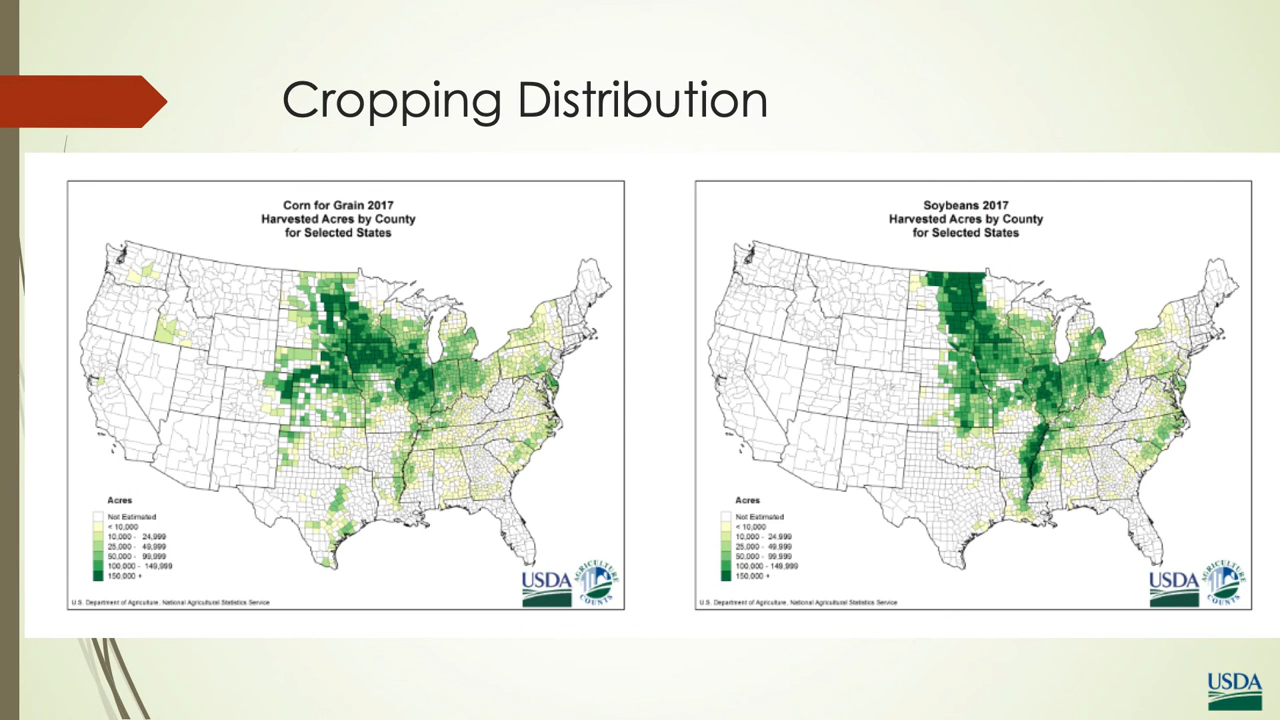 Cropping Distribution
Corn for Grain 2017
Harvested Acres by County
for Selected States
Acres
Not Estimated
< 10,000
10,000 - 24,999
25,000 - 49,999
50,000 - 99,999
100,000 - 149,999
150,000 +
USDA
AGRICULTURE
COUNTS
U.S. Department of Agriculture, National Agricultural Statistics Service
Soybeans 2017
Harvested Acres by County
for Selected States
Acres
Not Estimated
< 10,000
10,000 - 24,999
25,000 - 49,999
50,000 - 99,999
100,000 - 149,999
150,000 +
USDA
AGRICULTURE
COUNTS
U.S. Department of Agriculture, National Agricultural Statistics Service
USDA